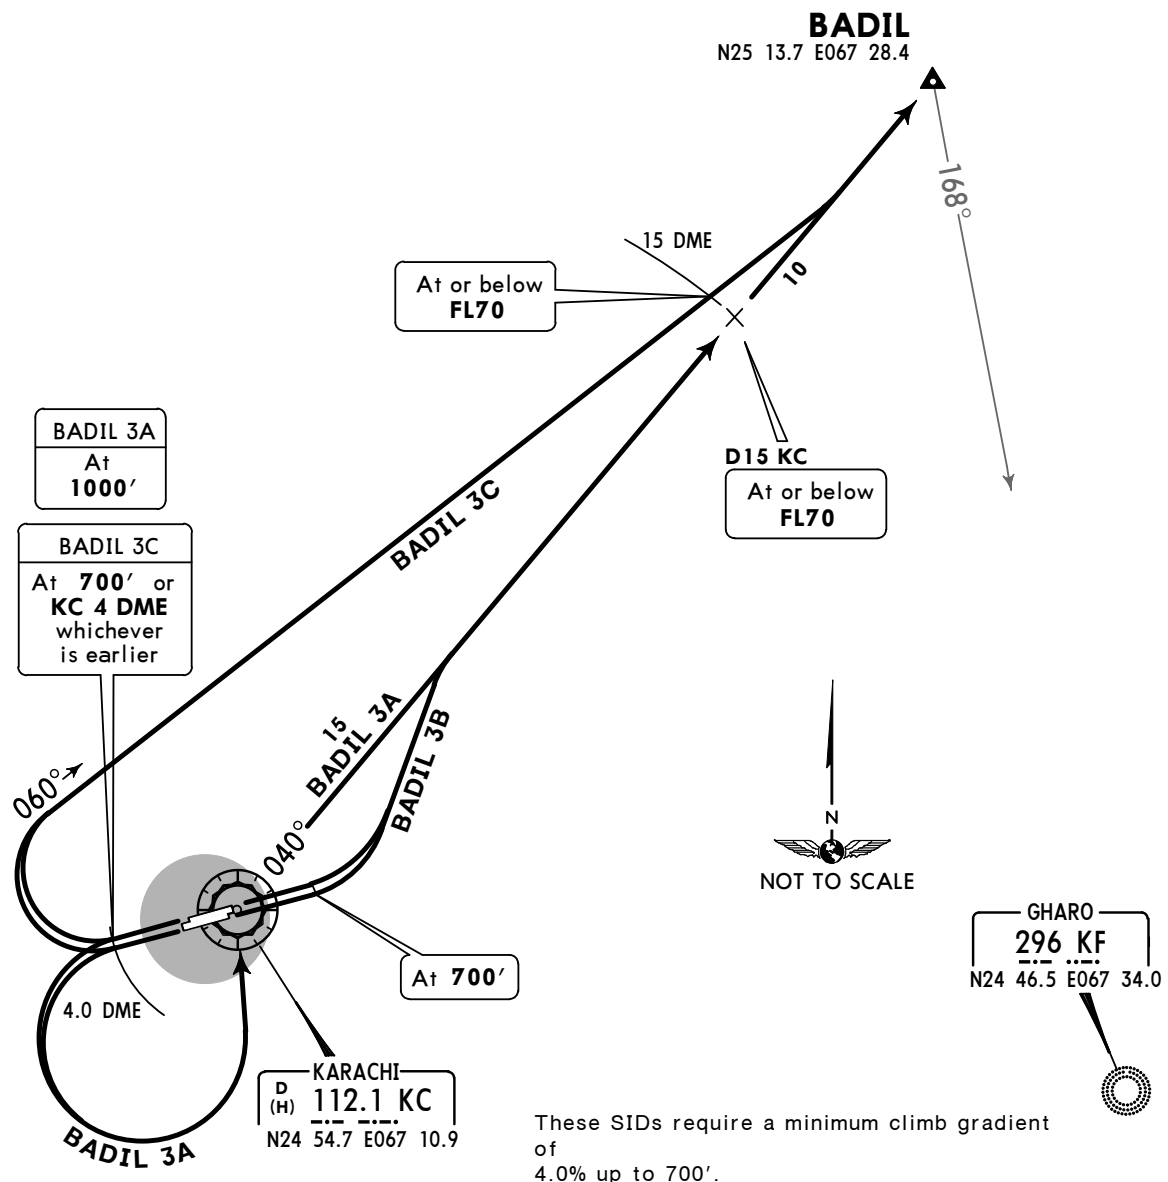 BADIL
N25 13.7 E067 28.4
168°
15 DME
At or below
FL70
10
D15 KC
At or below
FL70
BADIL 3A
At
1000′
BADIL 3C
At 700′ or
KC 4 DME
whichever
is earlier
BADIL 3C
15
BADIL 3A
BADIL 3B
060°
040°
N
NOT TO SCALE
At 700′
4.0 DME
GHARO
296 KF
N24 46.5 E067 34.0
KARACHI
D
(H) 112.1 KC
N24 54.7 E067 10.9
BADIL 3A
These SIDs require a minimum climb gradient
of
4.0% up to 700′.